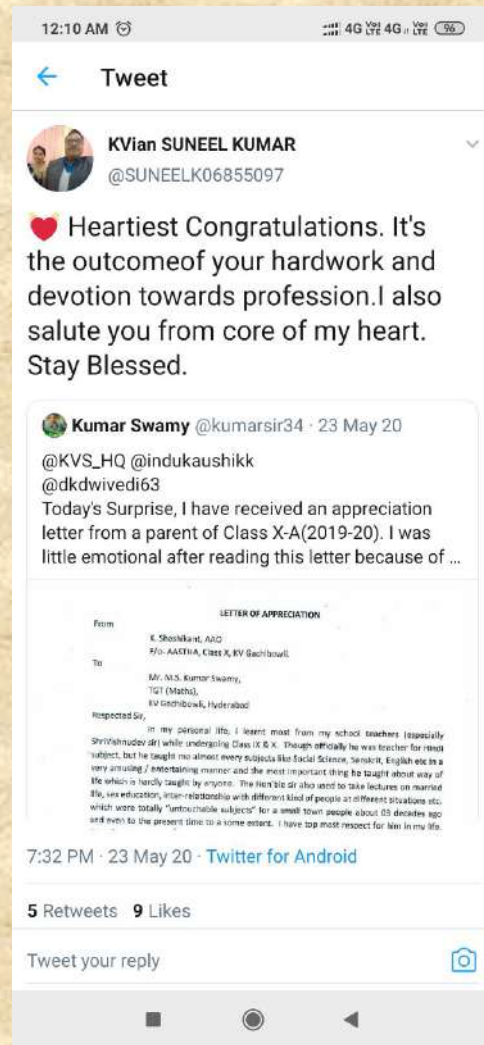 12:10 AM
4G VoLTE 4G VoLTE 96
Tweet
KVian SUNEEL KUMAR
@SUNEELK06855097
Heartiest Congratulations. It's
the outcomeof your hardwork and
devotion towards profession.I also
salute you from core of my heart.
Stay Blessed.
Kumar Swamy @kumarsir34 · 23 May 20
@KVS_HQ @indukaushikk
@dkdwivedi63
Today's Surprise, I have received an appreciation
letter from a parent of Class X-A(2019-20). I was
little emotional after reading this letter because of ...
LETTER OF APPRECIATION
From
K. Shashikant, AAO
F/o- AASTHA, Class X, KV Gachibowli.
To
Mr. M.S. Kumar Swamy,
TGT (Maths),
KV Gachibowli, Hyderabad
Respected Sir,
In my personal life, I learnt most from my school teachers (especially
Shri Vishnudev sir) while undergoing Class IX & X. Though officially he was teacher for Hindi
subject, but he taught me almost every subjects like Social Science, Sanskrit, English etc in a
very amusing / entertaining manner and the most important thing he taught about way of
life which is hardly taught by anyone. The Hon'ble sir also used to take lectures on married
life, sex education, inter-relationship with different kind of people at different situations etc.
which were totally "untouchable subjects" for a small town people about 03 decades ago
and even to the present time to a some extent. I have top most respect for him in my life.
7:32 PM · 23 May 20 · Twitter for Android
5 Retweets 9 Likes
Tweet your reply